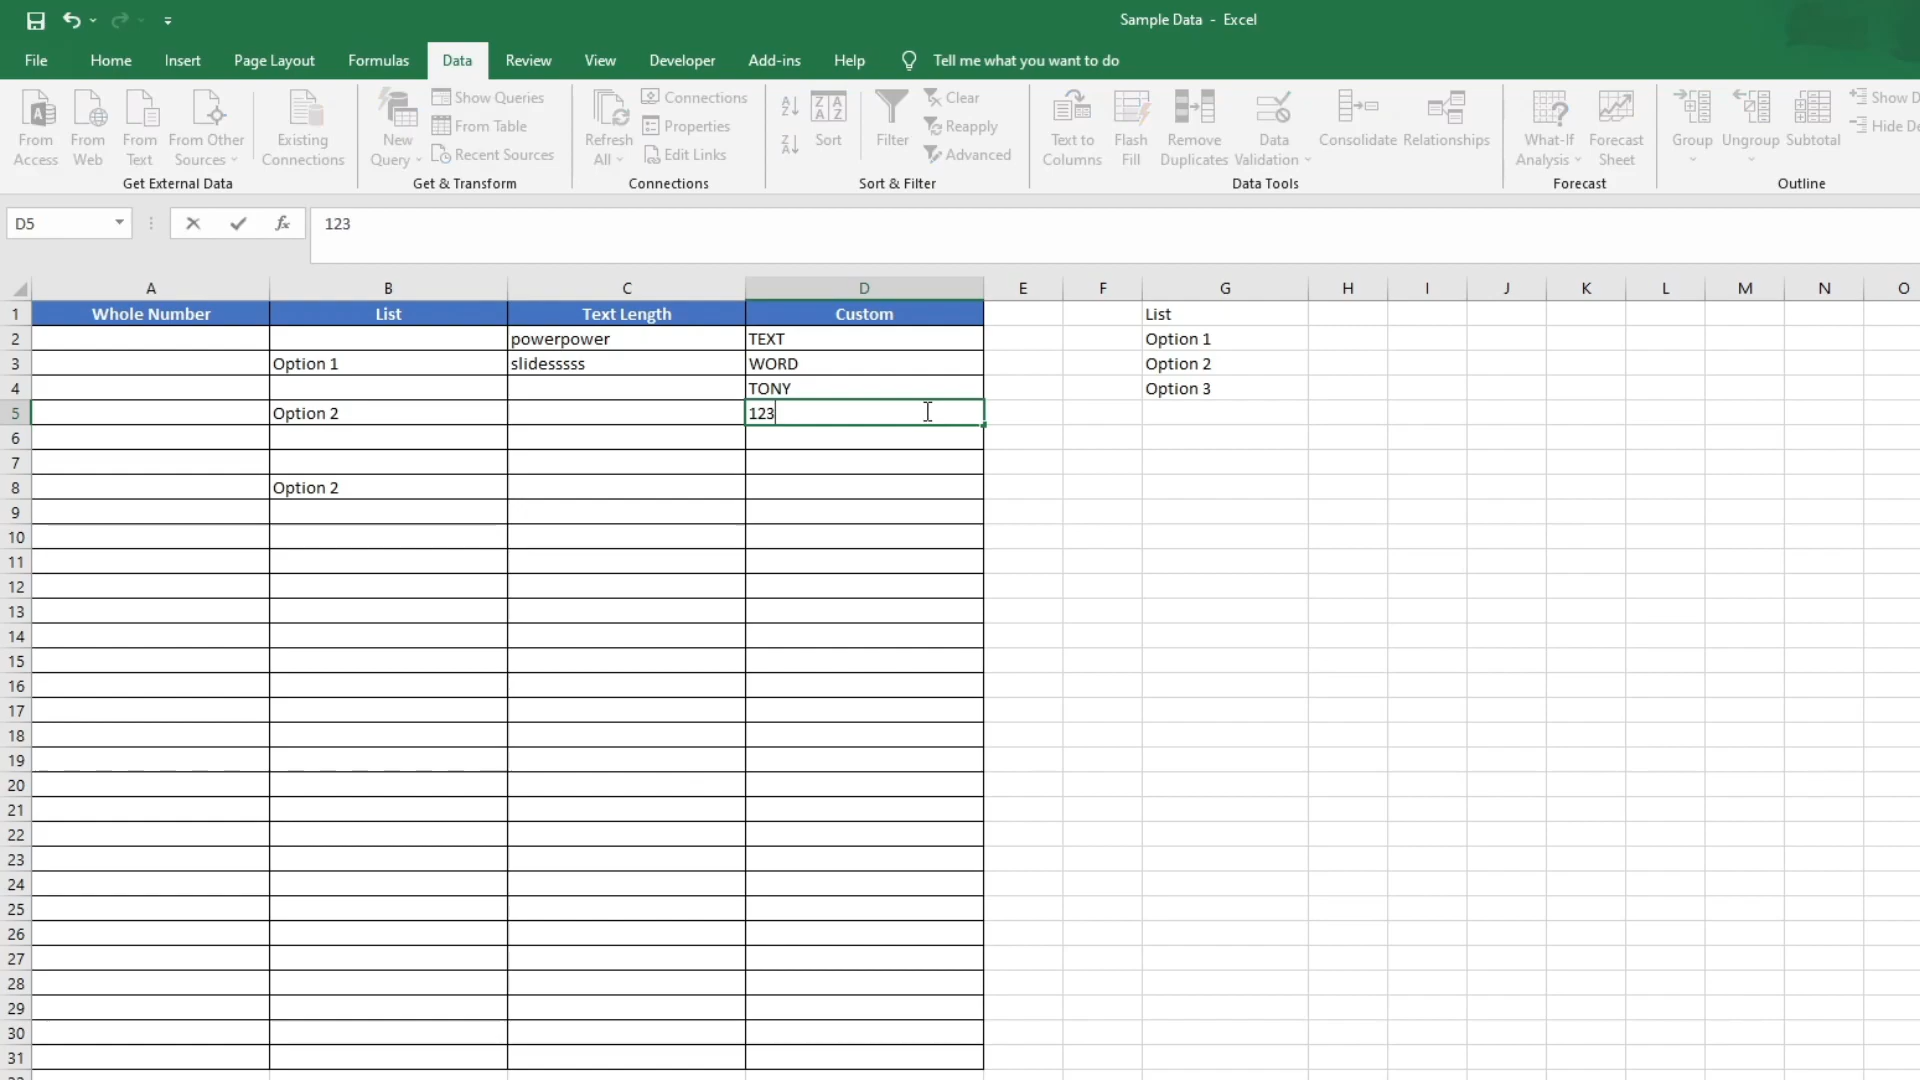 Sample Data - Excel
File Home Insert Page Layout Formulas Data Review View Developer Add-ins Help Tell me what you want to do
From Access
From Web
From Text
From Other Sources
Existing Connections
Get External Data
New Query
Show Queries
From Table
Recent Sources
Get & Transform
Refresh All
Connections
Properties
Edit Links
Connections
Sort
Filter
Clear
Reapply
Advanced
Sort & Filter
Text to Columns
Flash Fill
Remove Duplicates
Data Validation
Consolidate
Relationships
Data Tools
What-If Analysis
Forecast Sheet
Forecast
Group
Ungroup
Subtotal
Show D
Hide De
Outline
D5 fx 123
A B C D E F G H I J K L M N O
1 Whole Number List Text Length Custom List
2 powerpower TEXT Option 1
3 Option 1 slidesssss WORD Option 2
4 TONY Option 3
5 Option 2 123
6
7
8 Option 2
9
10
11
12
13
14
15
16
17
18
19
20
21
22
23
24
25
26
27
28
29
30
31